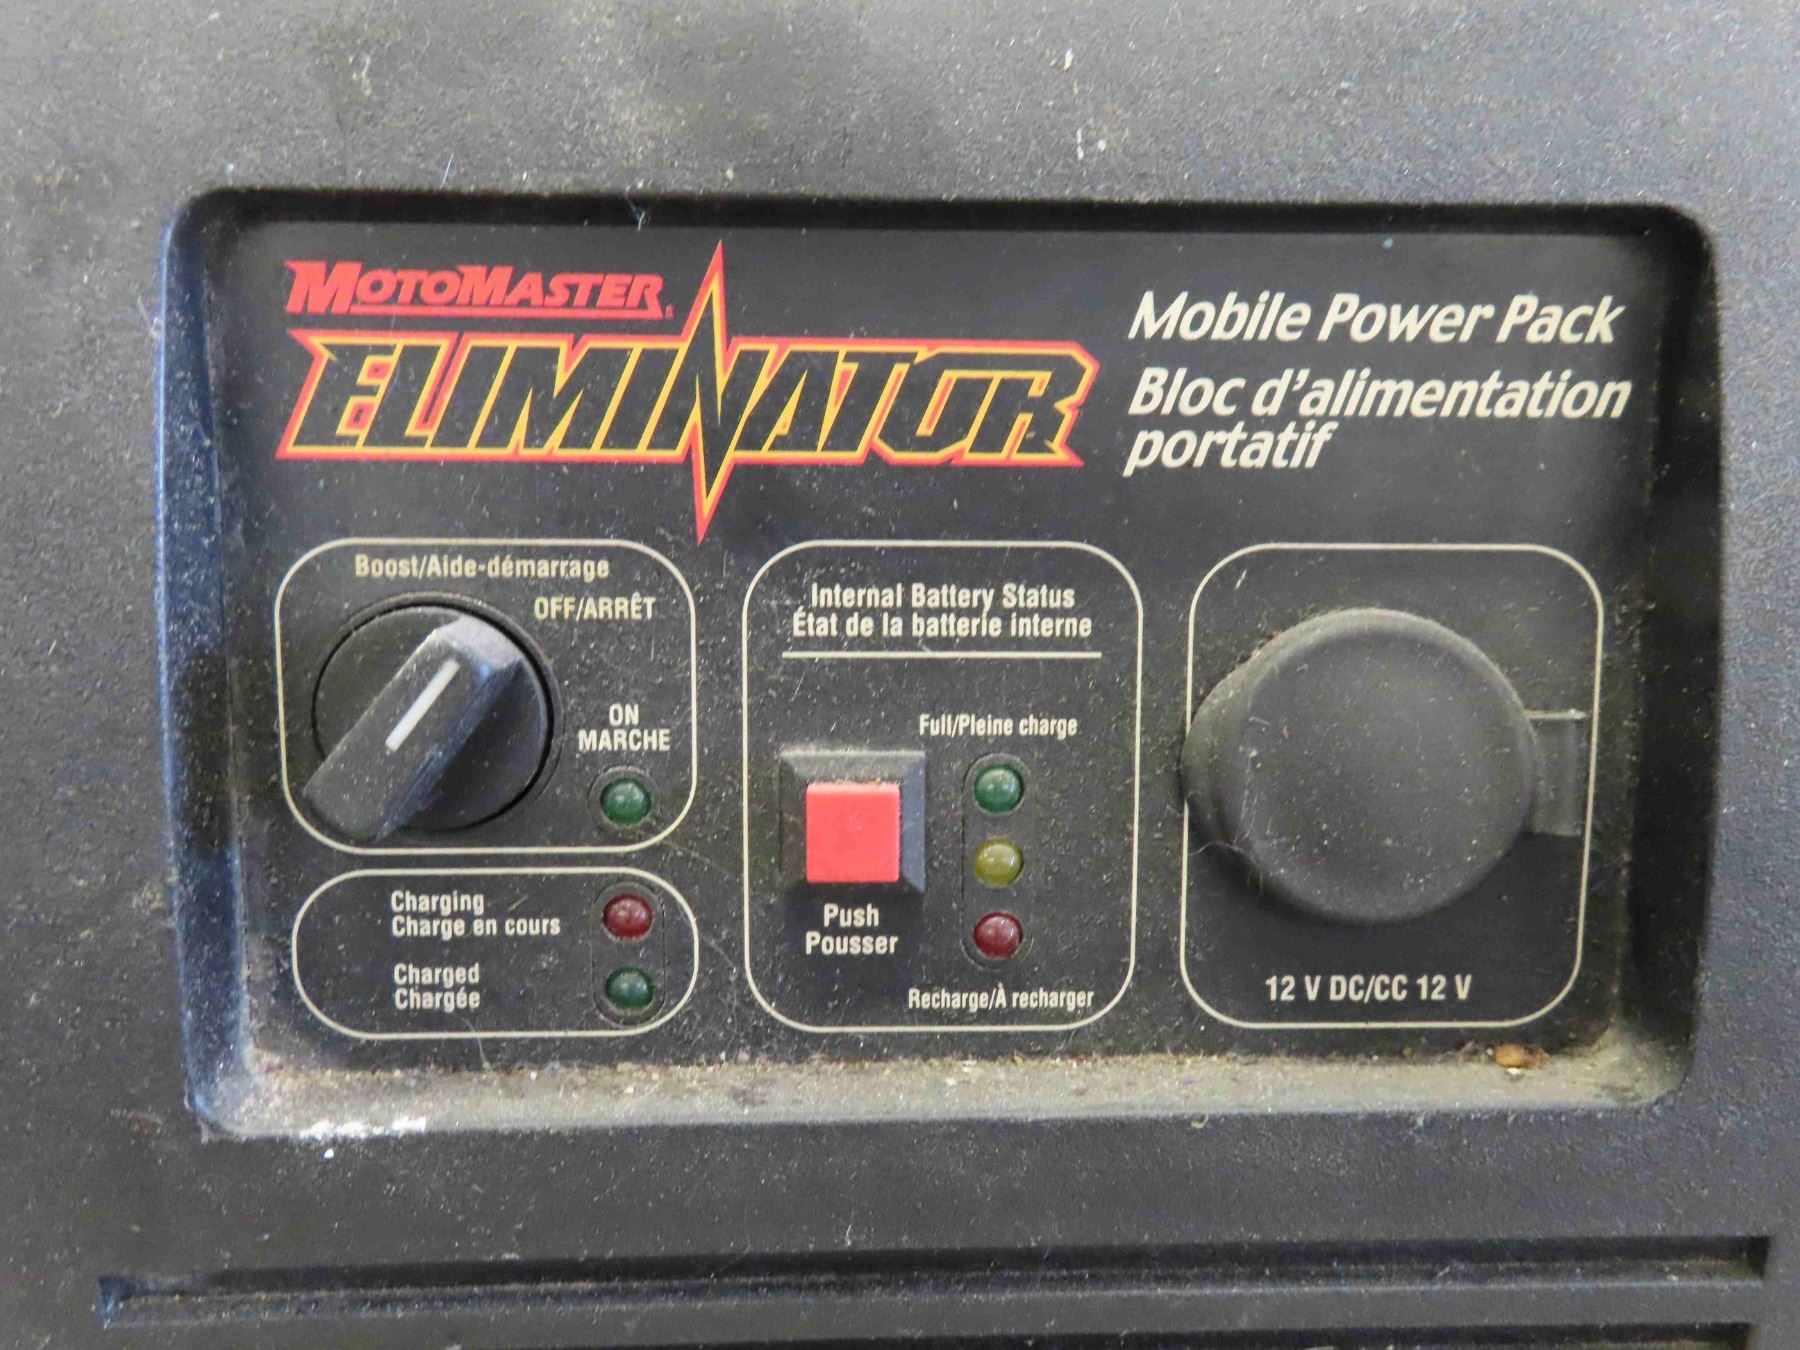 MOTOMASTER
ELIMINATOR
Mobile Power Pack
Bloc d'alimentation
portatif
Boost/Aide-démarrage
OFF/ARRÊT
ON
MARCHE
Charging
Charge en cours
Charged
Chargée
Internal Battery Status
État de la batterie interne
Full/Pleine charge
Push
Pousser
Recharge/À recharger
12 V DC/CC 12 V